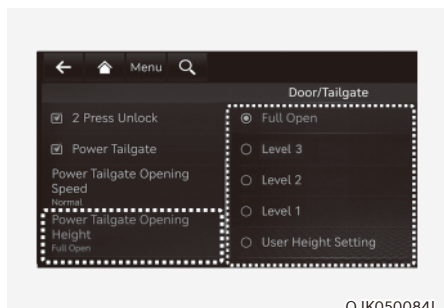 Menu
Door/Tailgate
2 Press Unlock
Power Tailgate
Power Tailgate Opening
Speed
Normal
Power Tailgate Opening
Height
Full Open
Full Open
Level 3
Level 2
Level 1
User Height Setting
OJK050084L